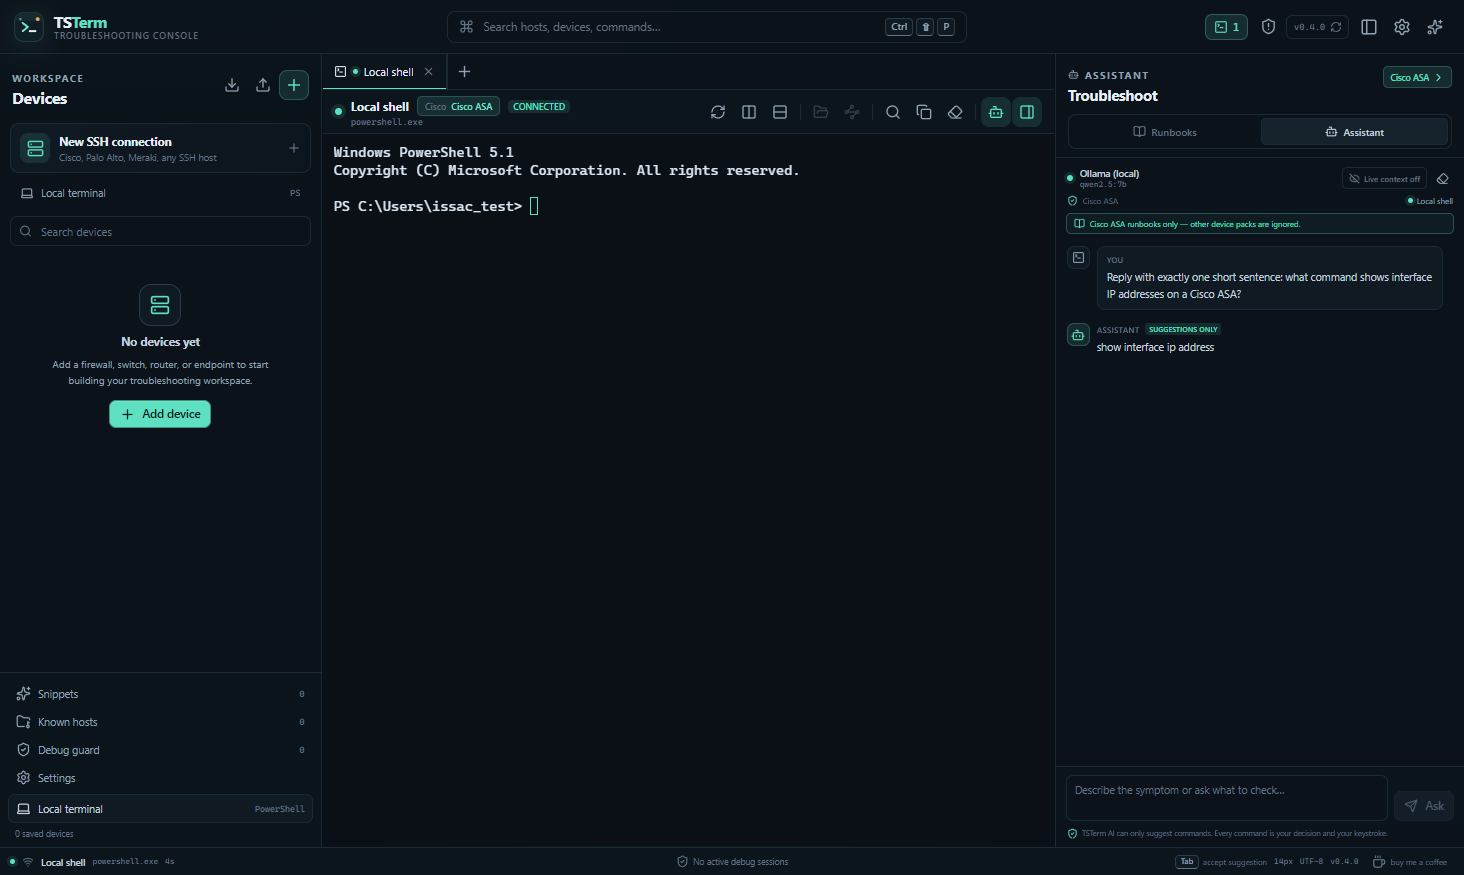 TSTerm
TROUBLESHOOTING CONSOLE
Search hosts, devices, commands...
Ctrl
P
1
v0.4.0
WORKSPACE
Devices
New SSH connection
Cisco, Palo Alto, Meraki, any SSH host
Local terminal
PS
Search devices
No devices yet
Add a firewall, switch, router, or endpoint to start
building your troubleshooting workspace.
Add device
Snippets
0
Known hosts
0
Debug guard
0
Settings
Local terminal
PowerShell
0 saved devices
Local shell
Local shell
Cisco Cisco ASA
CONNECTED
powershell.exe
Windows PowerShell 5.1
Copyright (C) Microsoft Corporation. All rights reserved.
PS C:\Users\issac_test>
ASSISTANT
Troubleshoot
Cisco ASA
Runbooks
Assistant
Ollama (local)
qwen2.5:7b
Live context off
Cisco ASA
Local shell
Cisco ASA runbooks only — other device packs are ignored.
YOU
Reply with exactly one short sentence: what command shows interface
IP addresses on a Cisco ASA?
ASSISTANT
SUGGESTIONS ONLY
show interface ip address
Describe the symptom or ask what to check...
Ask
TSTerm AI can only suggest commands. Every command is your decision and your keystroke.
Local shell powershell.exe 4s
No active debug sessions
Tab accept suggestion 14px UTF-8 v0.4.0 buy me a coffee